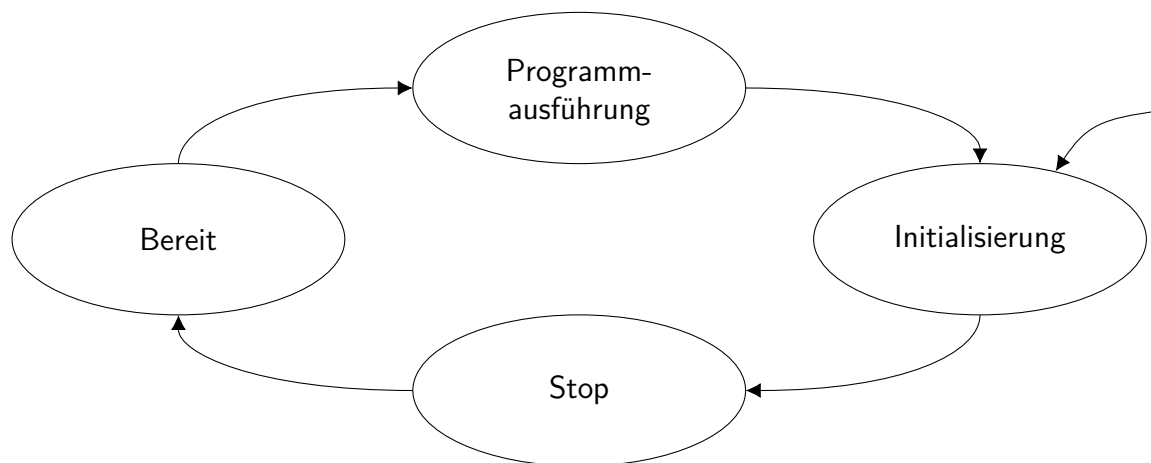 Programm-
ausführung
Bereit
Initialisierung
Stop